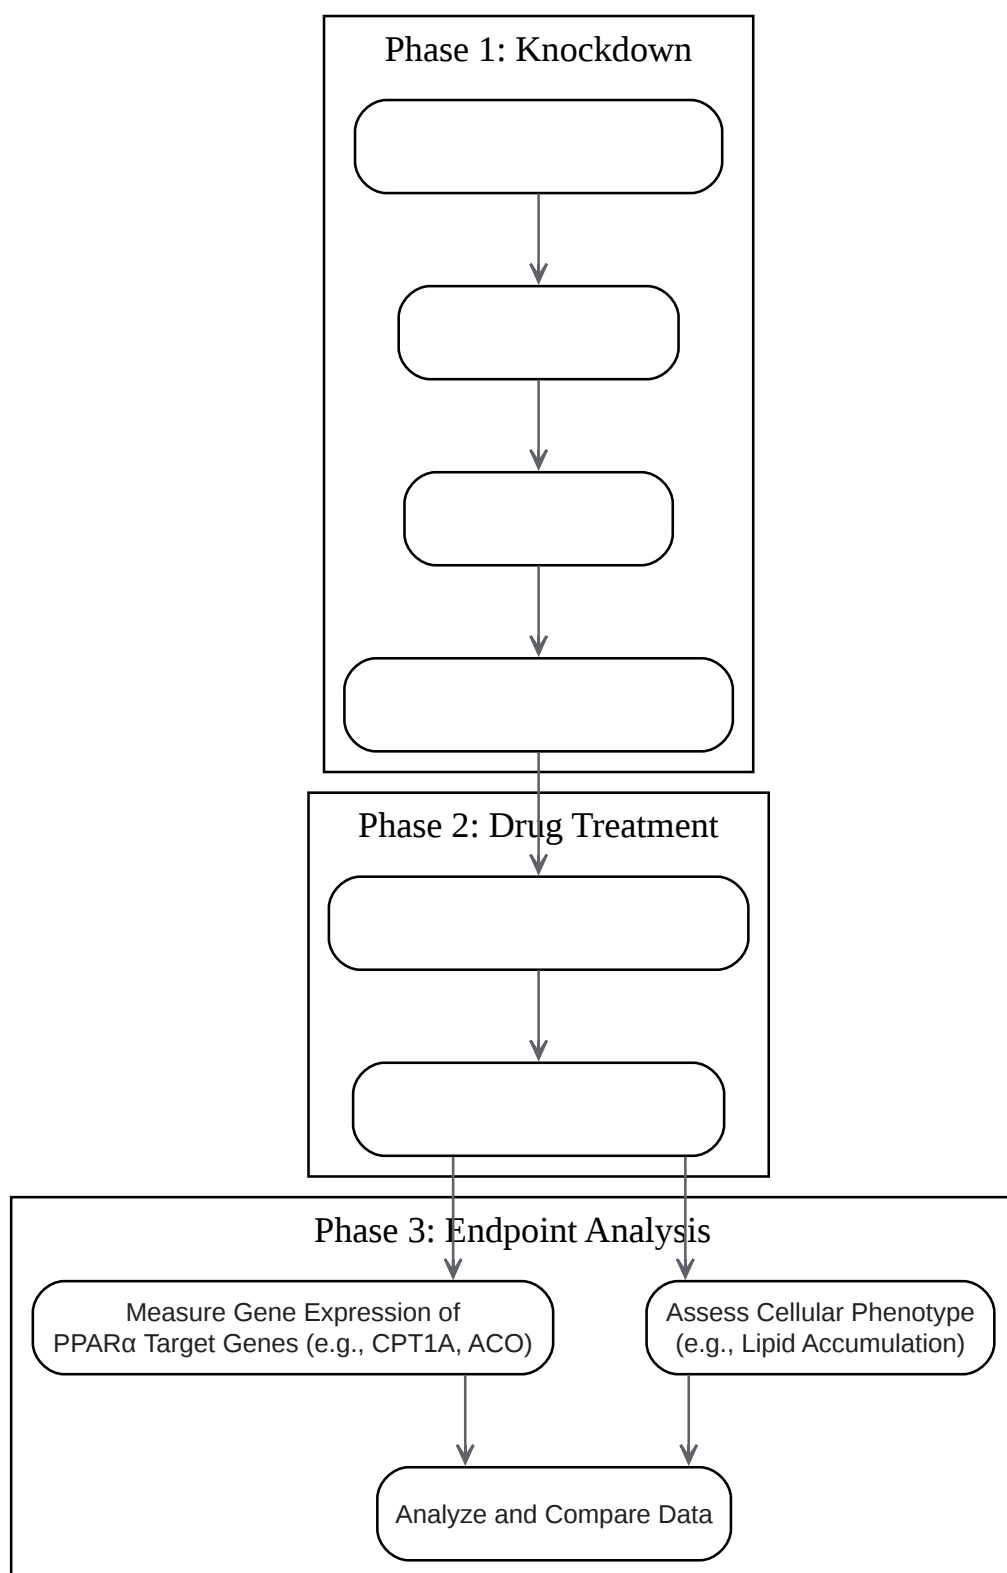 Phase 1: Knockdown
Phase 2: Drug Treatment
Phase 3: Endpoint Analysis
Measure Gene Expression of
PPARα Target Genes (e.g., CPT1A, ACO)
Assess Cellular Phenotype
(e.g., Lipid Accumulation)
Analyze and Compare Data